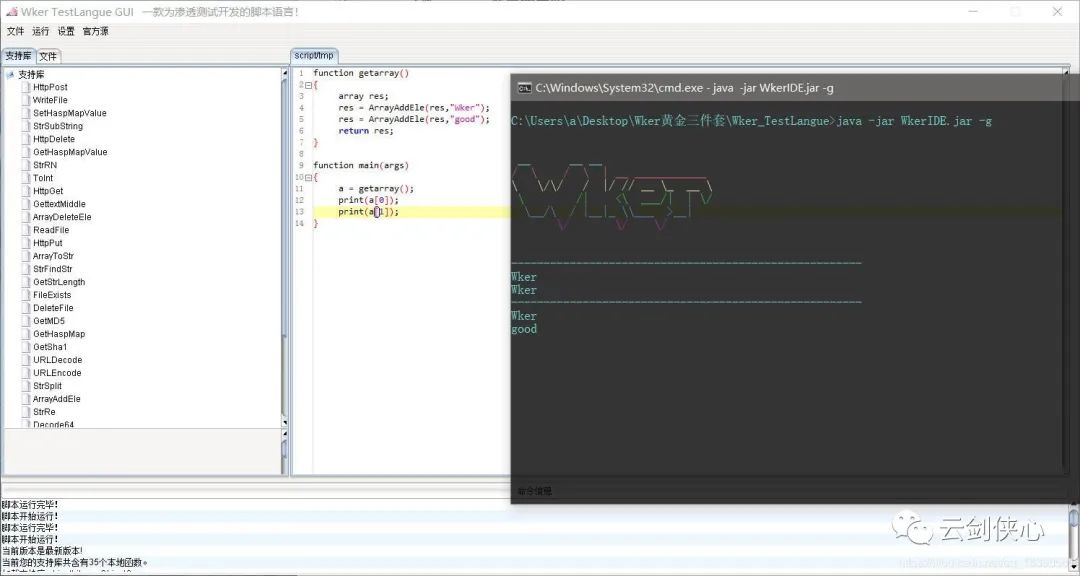 Wker TestLangue GUI 一款为渗透测试开发的脚本语言!
文件 运行 设置 官方源
支持库 文件
支持库
HttpPost
WriteFile
SetHaspMapValue
StrSubString
HttpDelete
GetHaspMapValue
StrRN
ToInt
HttpGet
GettextMiddle
ArrayDeleteEle
ReadFile
HttpPut
ArrayToStr
StrFindStr
GetStrLength
FileExists
DeleteFile
GetMD5
GetHaspMap
GetSha1
URLDecode
URLEncode
StrSplit
ArrayAddEle
StrRe
Decode64
script/tmp
1 function getarray()
2 {
3 array res;
4 res = ArrayAddEle(res,"Wker");
5 res = ArrayAddEle(res,"good");
6 return res;
7 }
8
9 function main(args)
10 {
11 a = getarray();
12 print(a[0]);
13 print(a[1]);
14 }
C:\Windows\System32\cmd.exe - java -jar WkerIDE.jar -g
C:\Users\a\Desktop\Wker黄金三件套\Wker_TestLangue>java -jar WkerIDE.jar -g
Wker
Wker
Wker
good
命令信息
脚本运行完毕!
脚本开始运行!
脚本运行完毕!
脚本开始运行!
当前版本是最新版本!
当前您的支持库共含有35个本地函数。
云剑侠心